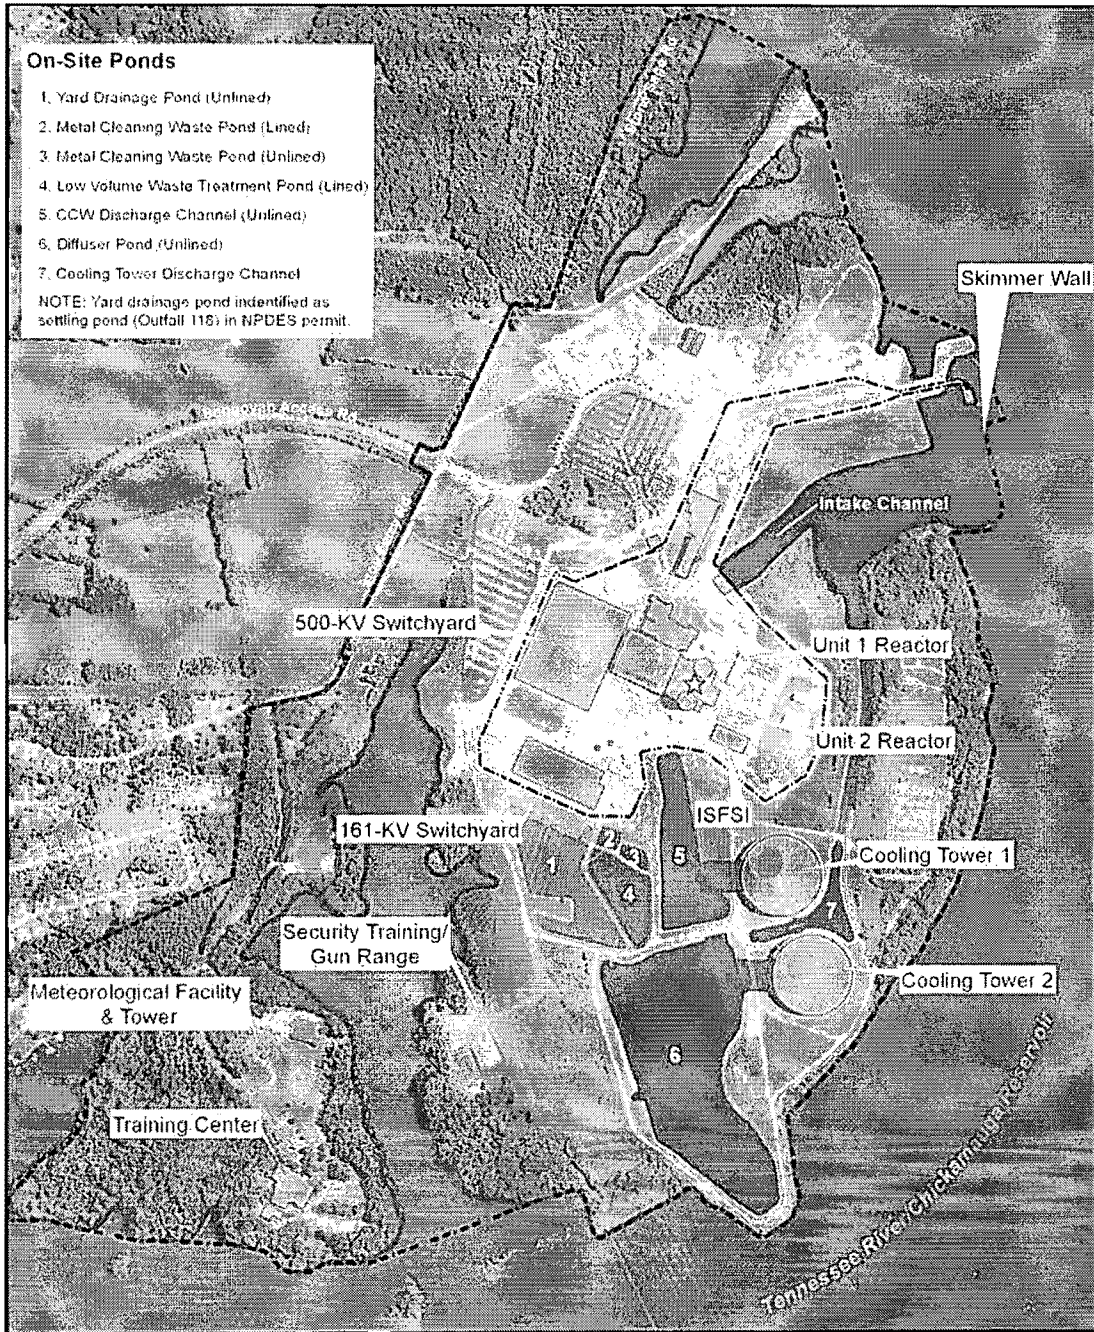 On-Site Ponds
1. Yard Drainage Pond (Unlined)
2. Metal Cleaning Waste Pond (Lined)
3. Metal Cleaning Waste Pond (Unlined)
4. Low Volume Waste Treatment Pond (Lined)
5. CCW Discharge Channel (Unlined)
6. Diffuser Pond (Unlined)
7. Cooling Tower Discharge Channel
NOTE: Yard drainage pond indentified as
settling pond (Outfall 118) in NPDES permit.
Skimmer Wall
Access Rd
Intake Channel
500-KV Switchyard
Unit 1 Reactor
Unit 2 Reactor
161-KV Switchyard
ISFSI
1
2
3
4
5
Cooling Tower 1
7
Security Training/
Gun Range
Cooling Tower 2
Meteorological Facility
& Tower
6
Training Center
Tennessee River/Chickamauga Reservoir